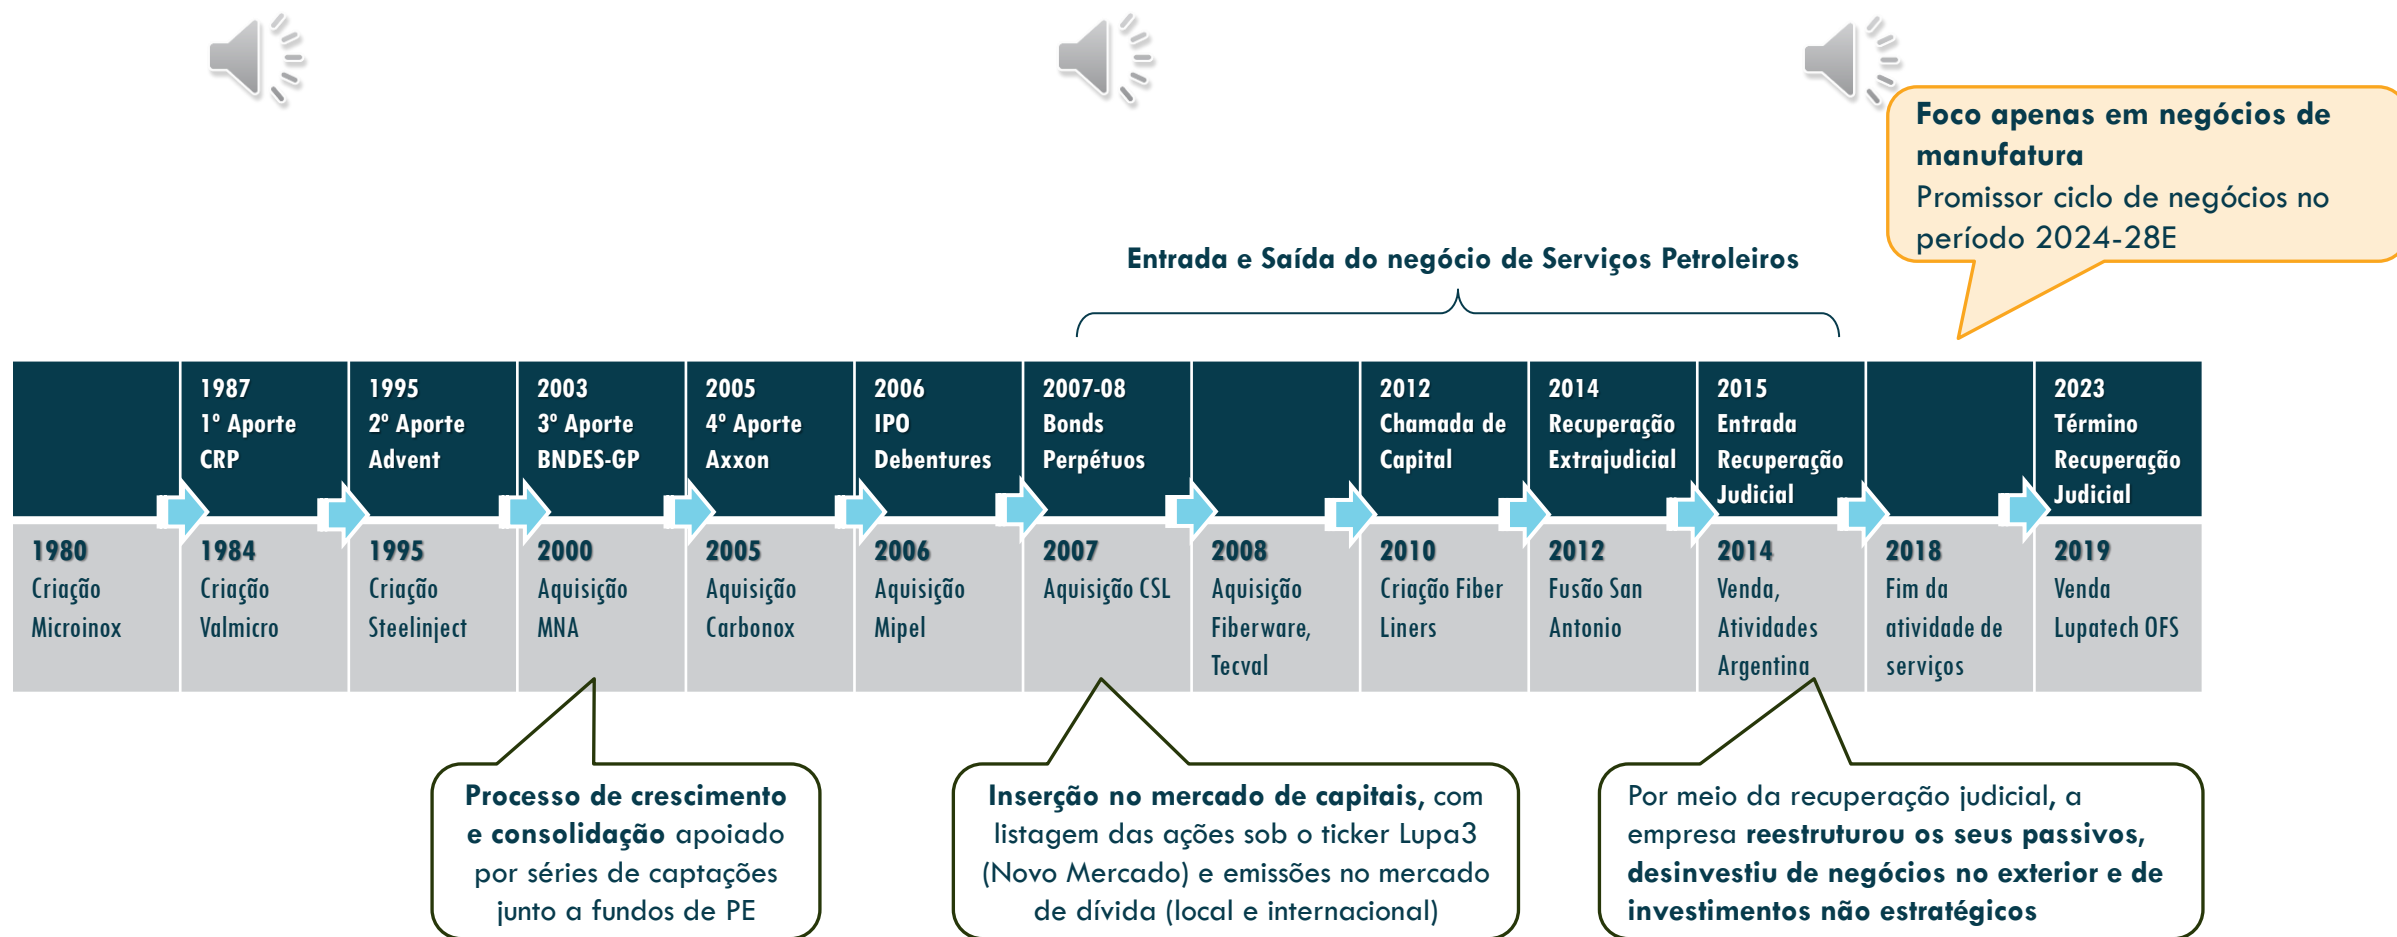 Foco apenas em negócios de
manufatura
Promissor ciclo de negócios no
período 2024-28E
Entrada e Saída do negócio de Serviços Petroleiros
1987
1º Aporte
CRP
1995
2º Aporte
Advent
2003
3º Aporte
BNDES-GP
2005
4º Aporte
Axxon
2006
IPO
Debentures
2007-08
Bonds
Perpétuos
2012
Chamada de
Capital
2014
Recuperação
Extrajudicial
2015
Entrada
Recuperação
Judicial
2023
Término
Recuperação
Judicial
1980
Criação
Microinox
1984
Criação
Valmicro
1995
Criação
Steelinject
2000
Aquisição
MNA
2005
Aquisição
Carbonox
2006
Aquisição
Mipel
2007
Aquisição CSL
2008
Aquisição
Fiberware,
Tecval
2010
Criação Fiber
Liners
2012
Fusão San
Antonio
2014
Venda,
Atividades
Argentina
2018
Fim da
atividade de
serviços
2019
Venda
Lupatech OFS
Processo de crescimento
e consolidação apoiado
por séries de captações
junto a fundos de PE
Inserção no mercado de capitais, com
listagem das ações sob o ticker Lupa3
(Novo Mercado) e emissões no mercado
de dívida (local e internacional)
Por meio da recuperação judicial, a
empresa reestruturou os seus passivos,
desinvestiu de negócios no exterior e de
investimentos não estratégicos